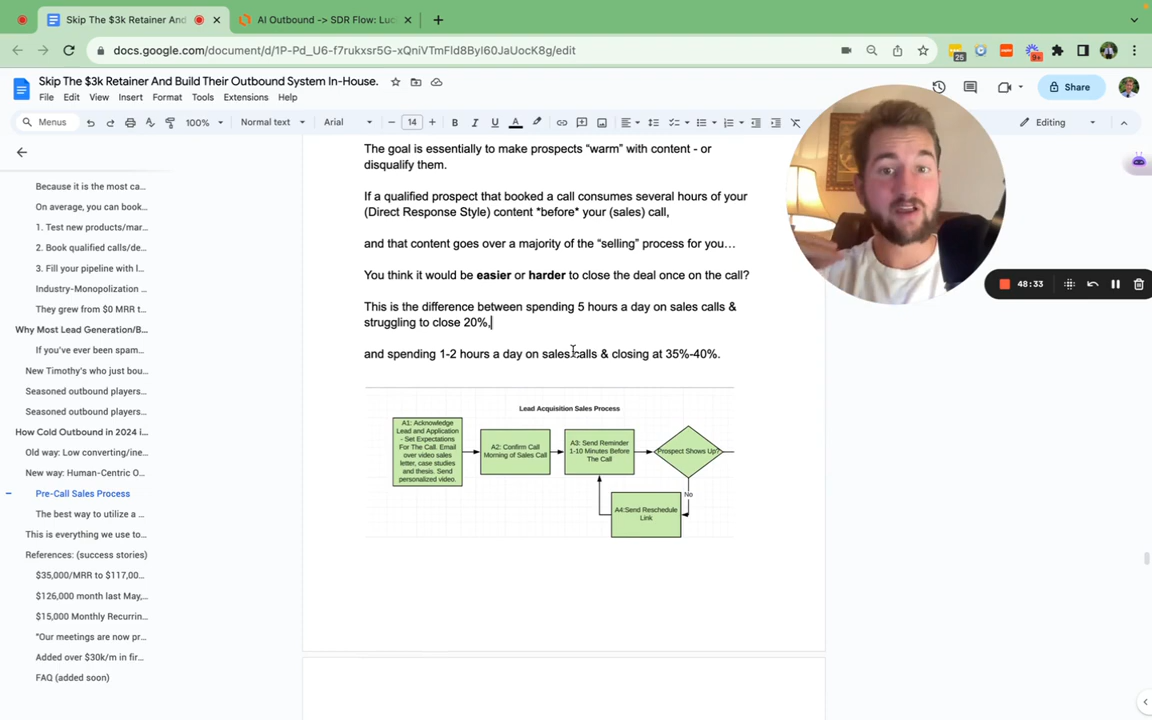 Skip The $3k Retainer And
AI Outbound -> SDR Flow: Luc
docs.google.com/document/d/1P-Pd_U6-f7rukxsr5G-xQniVTmFId8Byl60JaUocK8g/edit
25
9+
Skip The $3k Retainer And Build Their Outbound System In-House.
File Edit View Insert Format Tools Extensions Help
Share
Menus
100%
Normal text
Arial
14
B I U A
Editing
Because it is the most ca...
On average, you can book...
1. Test new products/mar...
2. Book qualified calls/de...
3. Fill your pipeline with l...
Industry-Monopolization ...
They grew from $0 MRR t...
Why Most Lead Generation/B...
If you've ever been spam...
New Timothy's who just bou...
Seasoned outbound players...
Seasoned outbound players...
How Cold Outbound in 2024 i...
Old way: Low converting/ine...
New way: Human-Centric O...
Pre-Call Sales Process
The best way to utilize a ...
This is everything we use to...
References: (success stories)
$35,000/MRR to $117,00...
$126,000 month last May,...
$15,000 Monthly Recurrin...
"Our meetings are now pr...
Added over $30k/m in fir...
FAQ (added soon)
The goal is essentially to make prospects “warm” with content - or
disqualify them.
If a qualified prospect that booked a call consumes several hours of your
(Direct Response Style) content *before* your (sales) call,
and that content goes over a majority of the “selling” process for you…
You think it would be easier or harder to close the deal once on the call?
This is the difference between spending 5 hours a day on sales calls &
struggling to close 20%,
and spending 1-2 hours a day on sales calls & closing at 35%-40%.
Lead Acquisition Sales Process
A1: Acknowledge
Lead and Application
- Set Expectations
For The Call. Email
over video sales
letter, case studies
and thesis. Send
personalized video.
A2: Confirm Call
Morning of Sales Call
A3: Send Reminder
1-10 Minutes Before
The Call
Prospect Shows Up?
No
A4:Send Reschedule
Link
48:33